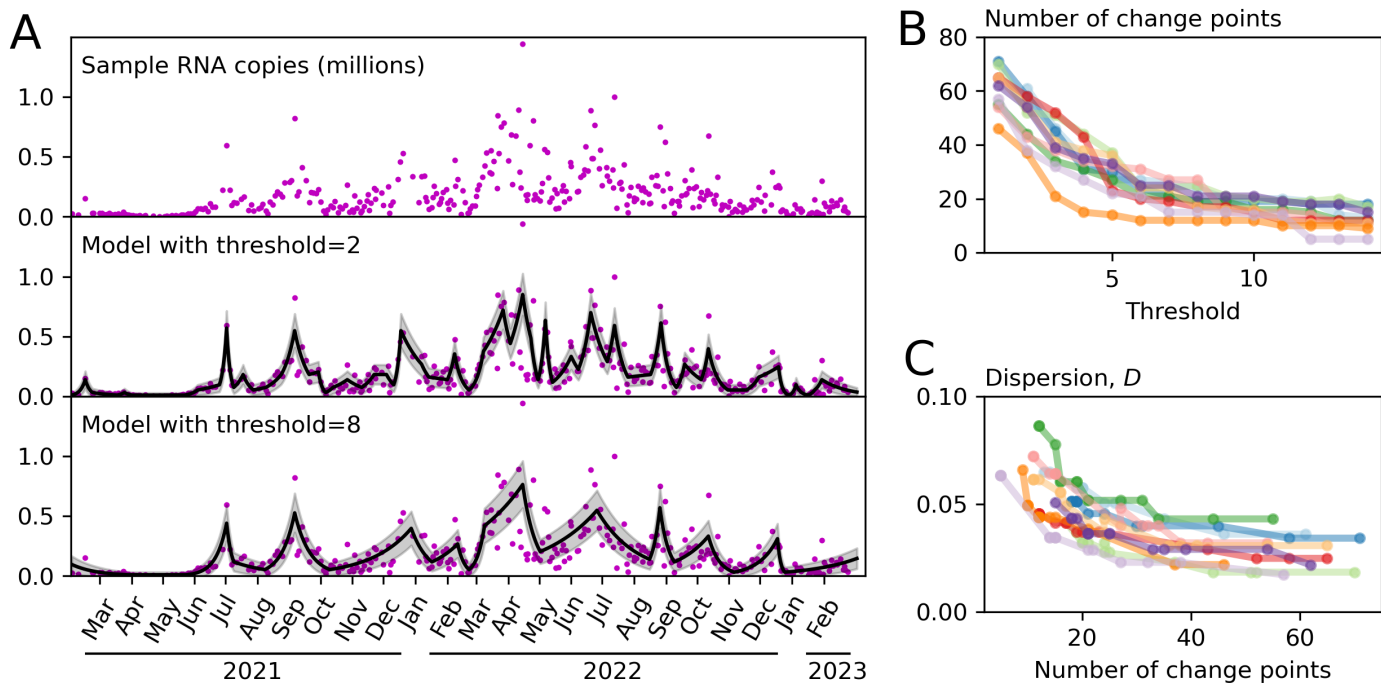 A
Sample RNA copies (millions)
1.0
0.5
0.0
Model with threshold=2
1.0
0.5
0.0
Model with threshold=8
1.0
0.5
0.0
Mar Apr May Jun Jul Aug Sep Oct Nov Dec Jan Feb Mar Apr May Jun Jul Aug Sep Oct Nov Dec Jan Feb
2021 2022 2023
B
Number of change points
80
60
40
20
0
5 10
Threshold
C
Dispersion, D
0.10
0.05
0.00
20 40 60
Number of change points